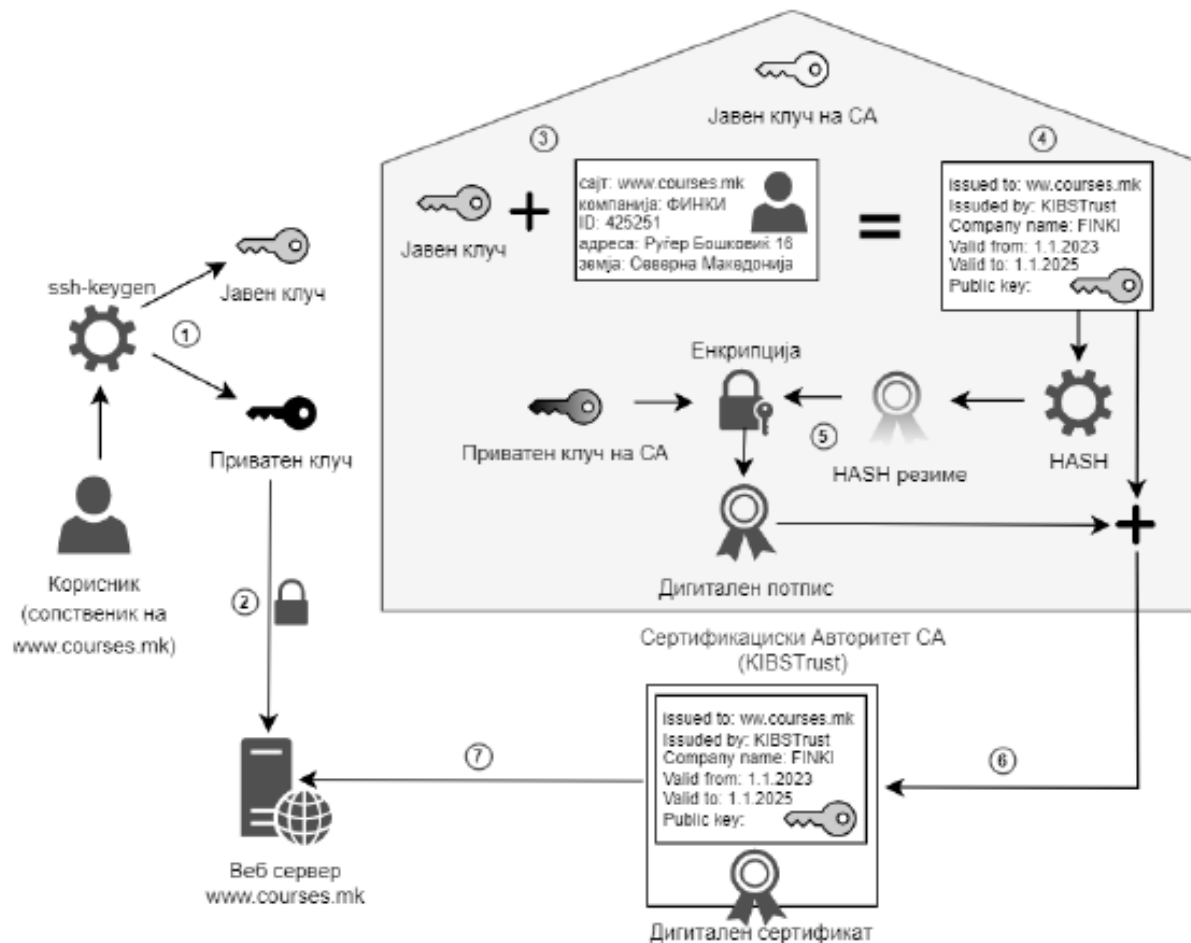 Јавен клуч на CA
3
4
Јавен клуч
сајт: www.courses.mk
компанија: ФИНКИ
ID: 425251
адреса: Руѓер Бошковиќ 16
земја: Северна Македонија
issued to: ww.courses.mk
Issuded by: KIBSTrust
Company name: FINKI
Valid from: 1.1.2023
Valid to: 1.1.2025
Public key:
ssh-keygen
Јавен клуч
1
Приватен клуч
Енкрипција
Приватен клуч на CA
5
HASH резиме
HASH
Дигитален потпис
Корисник
(сопственик на
www.courses.mk)
2
Сертификациски Авторитет CA
(KIBSTrust)
issued to: ww.courses.mk
Issuded by: KIBSTrust
Company name: FINKI
Valid from: 1.1.2023
Valid to: 1.1.2025
Public key:
7
6
Веб сервер
www.courses.mk
Дигитален сертификат